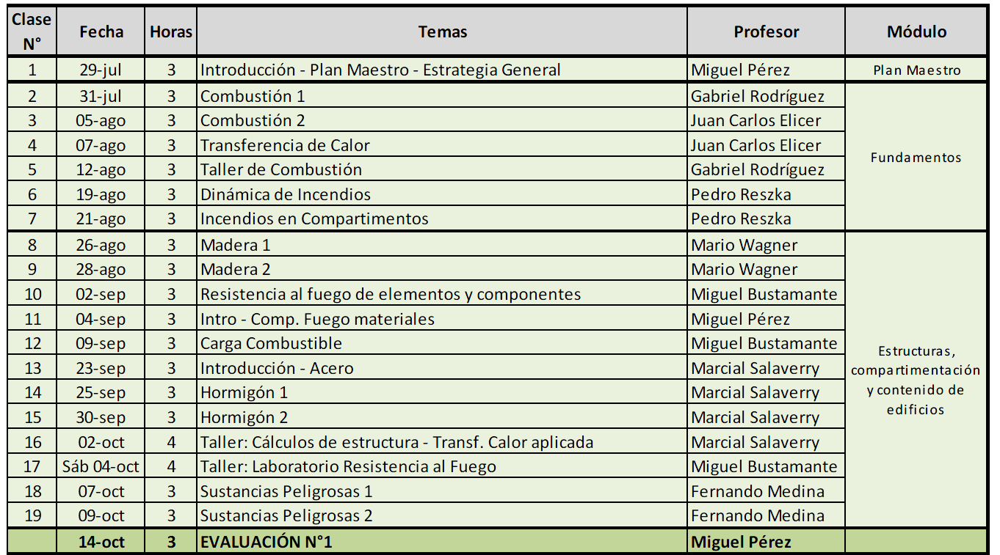 Clase N° Fecha Horas Temas Profesor Módulo
1 29-jul 3 Introducción - Plan Maestro - Estrategia General Miguel Pérez Plan Maestro
2 31-jul 3 Combustión 1 Gabriel Rodríguez Fundamentos
3 05-ago 3 Combustión 2 Juan Carlos Elicer
4 07-ago 3 Transferencia de Calor Juan Carlos Elicer
5 12-ago 3 Taller de Combustión Gabriel Rodríguez
6 19-ago 3 Dinámica de Incendios Pedro Reszka
7 21-ago 3 Incendios en Compartimentos Pedro Reszka
8 26-ago 3 Madera 1 Mario Wagner Estructuras, compartimentación y contenido de edificios
9 28-ago 3 Madera 2 Mario Wagner
10 02-sep 3 Resistencia al fuego de elementos y componentes Miguel Bustamante
11 04-sep 3 Intro - Comp. Fuego materiales Miguel Pérez
12 09-sep 3 Carga Combustible Miguel Bustamante
13 23-sep 3 Introducción - Acero Marcial Salaverry
14 25-sep 3 Hormigón 1 Marcial Salaverry
15 30-sep 3 Hormigón 2 Marcial Salaverry
16 02-oct 4 Taller: Cálculos de estructura - Transf. Calor aplicada Marcial Salaverry
17 Sáb 04-oct 4 Taller: Laboratorio Resistencia al Fuego Miguel Bustamante
18 07-oct 3 Sustancias Peligrosas 1 Fernando Medina
19 09-oct 3 Sustancias Peligrosas 2 Fernando Medina
14-oct 3 EVALUACIÓN N°1 Miguel Pérez